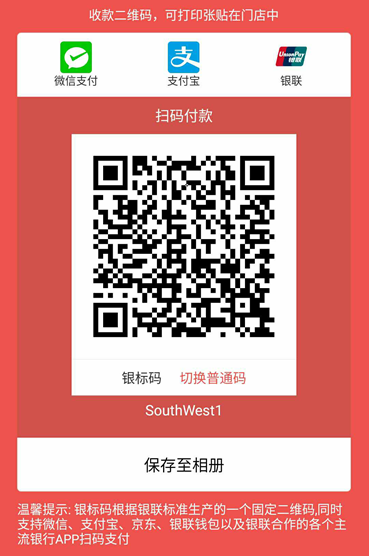 收款二维码，可打印张贴在门店中
微信支付
支付宝
UnionPay
银联
银联
扫码付款
银标码 切换普通码
SouthWest1
保存至相册
温馨提示: 银标码根据银联标准生产的一个固定二维码,同时
支持微信、支付宝、京东、银联钱包以及银联合作的各个主
流银行APP扫码支付